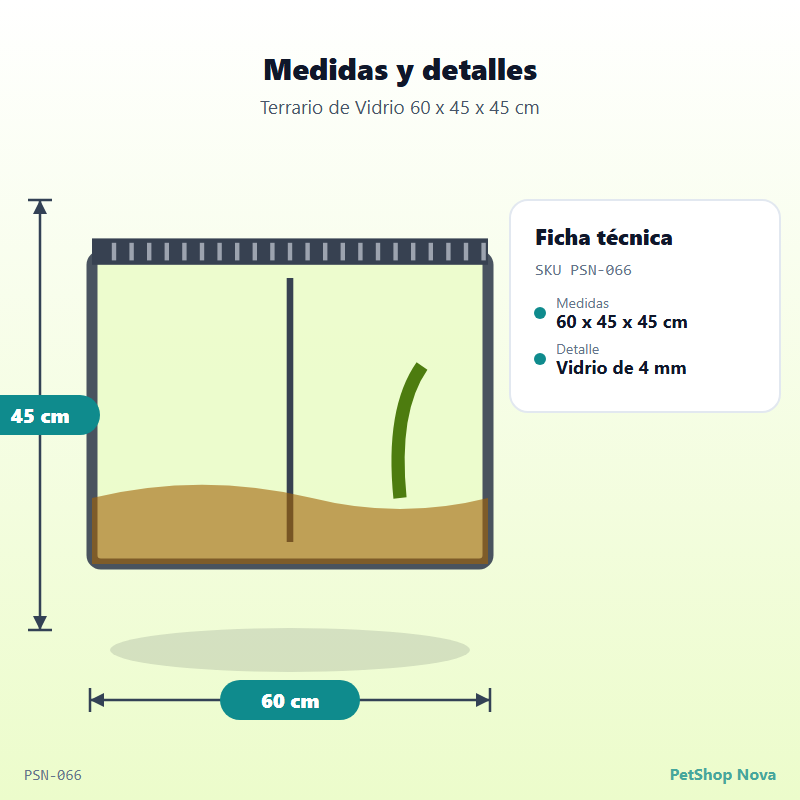 Medidas y detalles
Terrario de Vidrio 60 x 45 x 45 cm
Ficha técnica
SKU PSN-066
Medidas
60 x 45 x 45 cm
Detalle
Vidrio de 4 mm
45 cm
60 cm
PSN-066
PetShop Nova